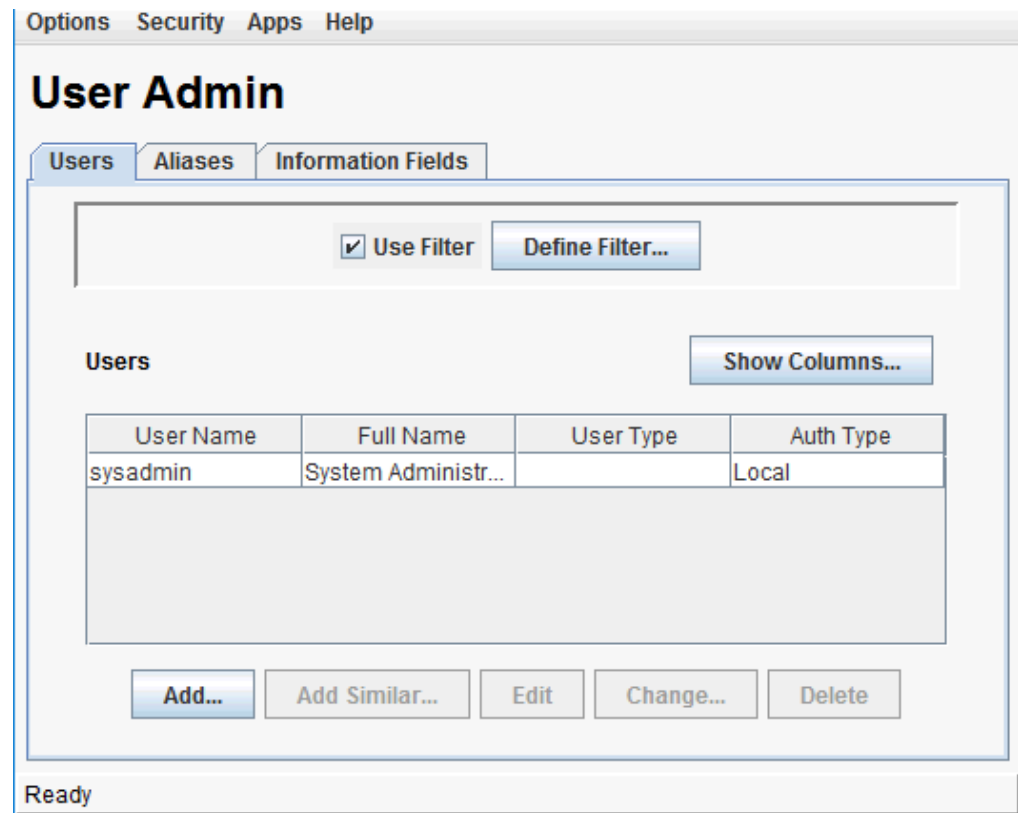 Options Security Apps Help
User Admin
Users Aliases Information Fields
Use Filter Define Filter...
Users Show Columns...
User Name Full Name User Type Auth Type
sysadmin System Administr... Local
Add... Add Similar... Edit Change... Delete
Ready